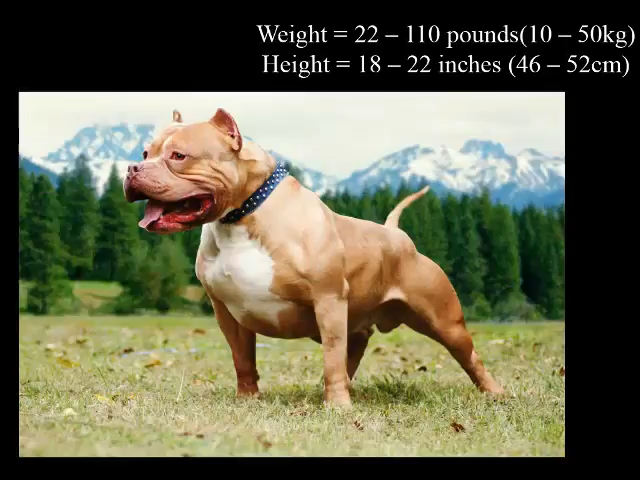 Weight = 22 – 110 pounds(10 – 50kg)
Height = 18 – 22 inches (46 – 52cm)